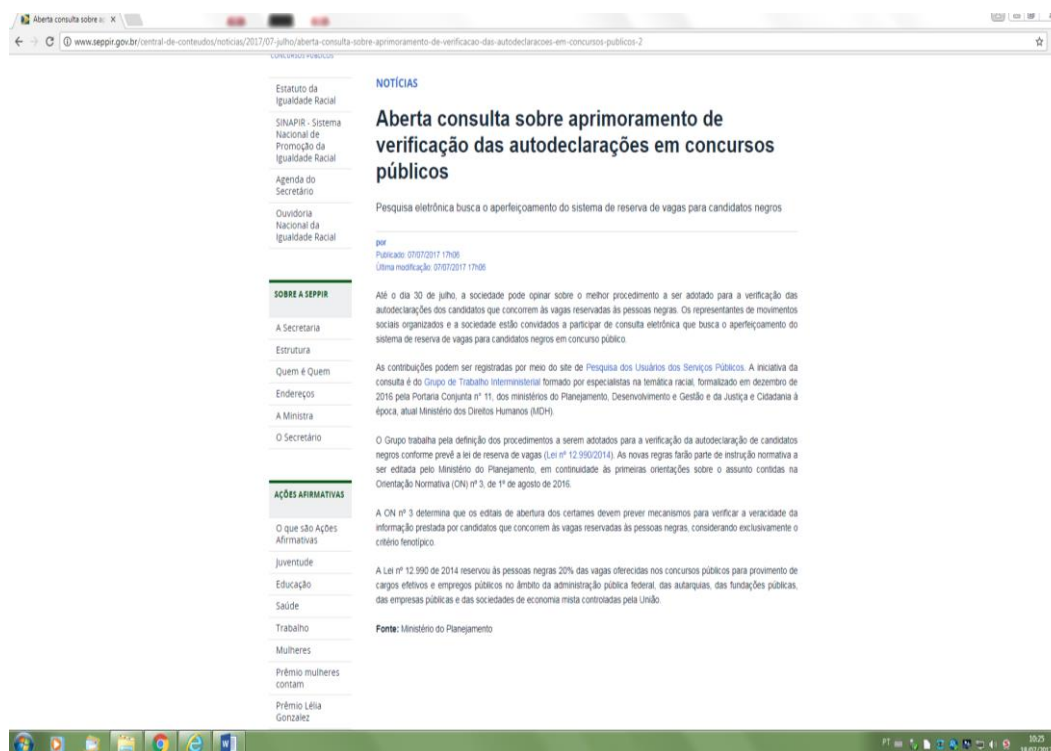 Aberta consulta sobre a
www.seppir.gov.br/central-de-conteudos/noticias/2017/07-julho/aberta-consulta-sobre-aprimoramento-de-verificacao-das-autodeclaracoes-em-concursos-publicos-2
CONCURSOS PÚBLICOS
Estatuto da
Igualdade Racial
SINAPIR - Sistema
Nacional de
Promoção da
Igualdade Racial
Agenda do
Secretário
Ouvidoria
Nacional da
Igualdade Racial
SOBRE A SEPPIR
A Secretaria
Estrutura
Quem é Quem
Endereços
A Ministra
O Secretário
AÇÕES AFIRMATIVAS
O que são Ações
Afirmativas
Juventude
Educação
Saúde
Trabalho
Mulheres
Prêmio mulheres
contam
Prêmio Lélia
Gonzalez
NOTÍCIAS
Aberta consulta sobre aprimoramento de
verificação das autodeclarações em concursos
públicos
Pesquisa eletrônica busca o aperfeiçoamento do sistema de reserva de vagas para candidatos negros
por
Publicado: 07/07/2017 17h06
Última modificação: 07/07/2017 17h06
Até o dia 30 de julho, a sociedade pode opinar sobre o melhor procedimento a ser adotado para a verificação das
autodeclarações dos candidatos que concorrem às vagas reservadas às pessoas negras. Os representantes de movimentos
sociais organizados e a sociedade estão convidados a participar de consulta eletrônica que busca o aperfeiçoamento do
sistema de reserva de vagas para candidatos negros em concurso público.
As contribuições podem ser registradas por meio do site de Pesquisa dos Usuários dos Serviços Públicos. A iniciativa da
consulta é do Grupo de Trabalho Interministerial formado por especialistas na temática racial, formalizado em dezembro de
2016 pela Portaria Conjunta nº 11, dos ministérios do Planejamento, Desenvolvimento e Gestão e da Justiça e Cidadania à
época, atual Ministério dos Direitos Humanos (MDH).
O Grupo trabalha pela definição dos procedimentos a serem adotados para a verificação da autodeclaração de candidatos
negros conforme prevê a lei de reserva de vagas (Lei nº 12.990/2014). As novas regras farão parte de instrução normativa a
ser editada pelo Ministério do Planejamento, em continuidade às primeiras orientações sobre o assunto contidas na
Orientação Normativa (ON) nº 3, de 1º de agosto de 2016.
A ON nº 3 determina que os editais de abertura dos certames devem prever mecanismos para verificar a veracidade da
informação prestada por candidatos que concorrem às vagas reservadas às pessoas negras, considerando exclusivamente o
critério fenotípico.
A Lei nº 12.990 de 2014 reservou às pessoas negras 20% das vagas oferecidas nos concursos públicos para provimento de
cargos efetivos e empregos públicos no âmbito da administração pública federal, das autarquias, das fundações públicas,
das empresas públicas e das sociedades de economia mista controladas pela União.
Fonte: Ministério do Planejamento
PT
10:25